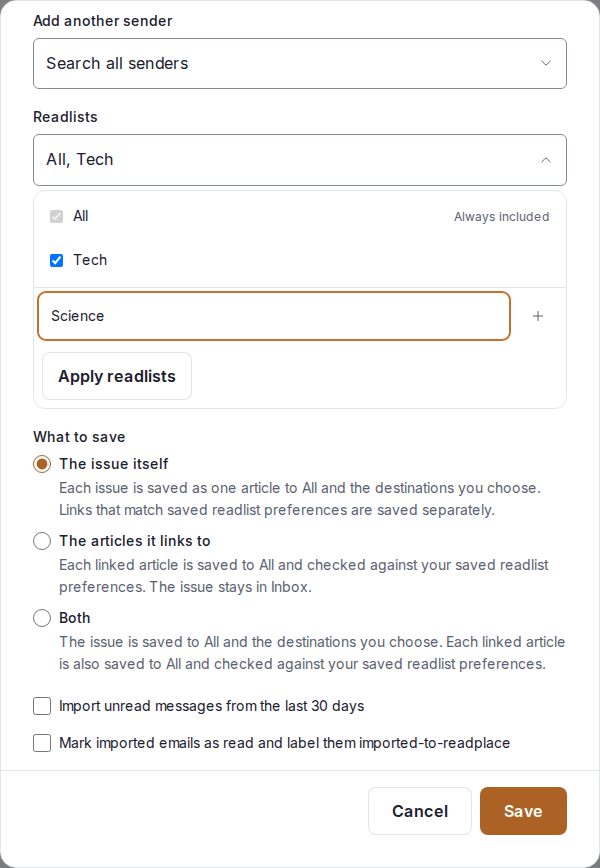 Add another sender
Search all senders
Readlists
All, Tech
All
Always included
Tech
Science
Apply readlists
What to save
The issue itself
Each issue is saved as one article to All and the destinations you choose.
Links that match saved readlist preferences are saved separately.
The articles it links to
Each linked article is saved to All and checked against your saved readlist
preferences. The issue stays in Inbox.
Both
The issue is saved to All and the destinations you choose. Each linked article
is also saved to All and checked against your saved readlist preferences.
Import unread messages from the last 30 days
Mark imported emails as read and label them imported-to-readplace
Cancel
Save